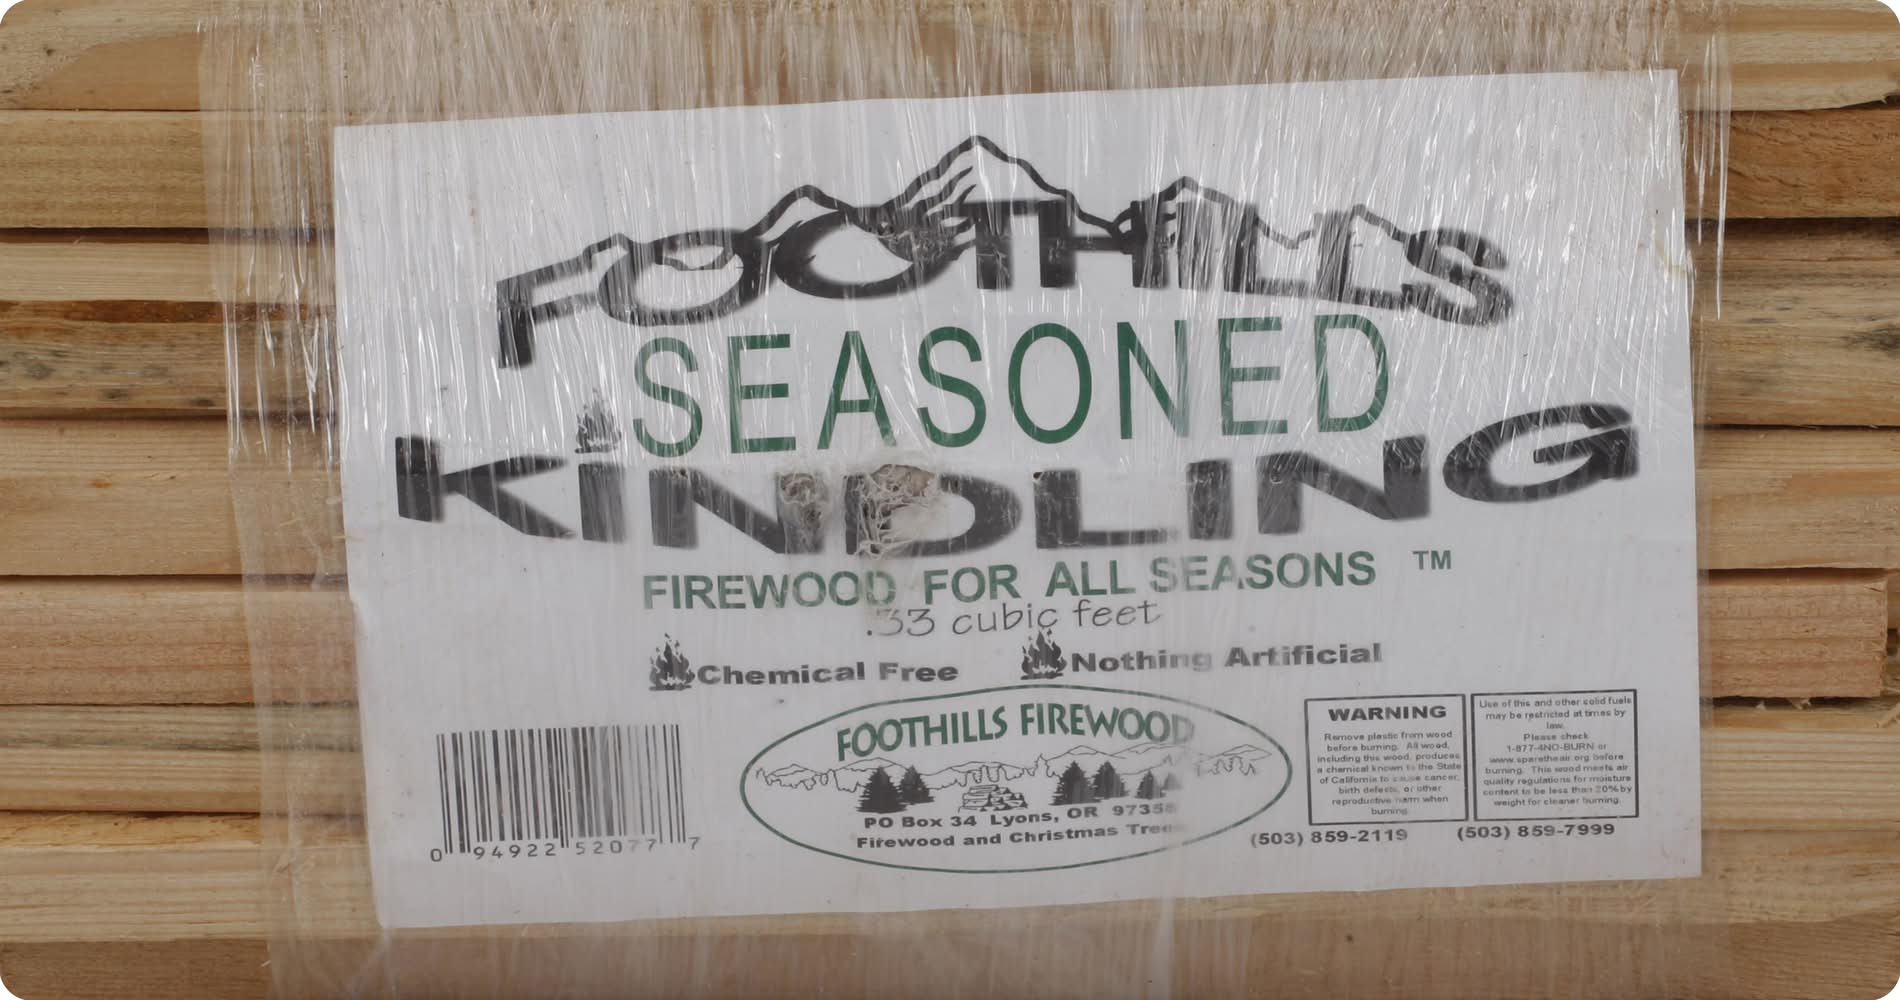 FOOTHILLS
SEASONED
KiNDLING
FIREWOOD FOR ALL SEASONS ™
.33 cubic feet
Chemical Free
Nothing Artificial
0 94922 52077 7
FOOTHILLS FIREWOOD
PO Box 34 Lyons, OR 97358
Firewood and Christmas Trees
WARNING
Remove plastic from wood
before burning. All wood,
including this wood, produces
a chemical known to the State
of California to cause cancer,
birth defects, or other
reproductive harm when
burning.
Use of this and other solid fuels
may be restricted at times by
law.
Please check
1-877-4NO-BURN or
www.sparetheair.org before
burning. This wood meets air
quality regulations for moisture
content to be less than 20% by
weight for cleaner burning.
(503) 859-2119
(503) 859-7999